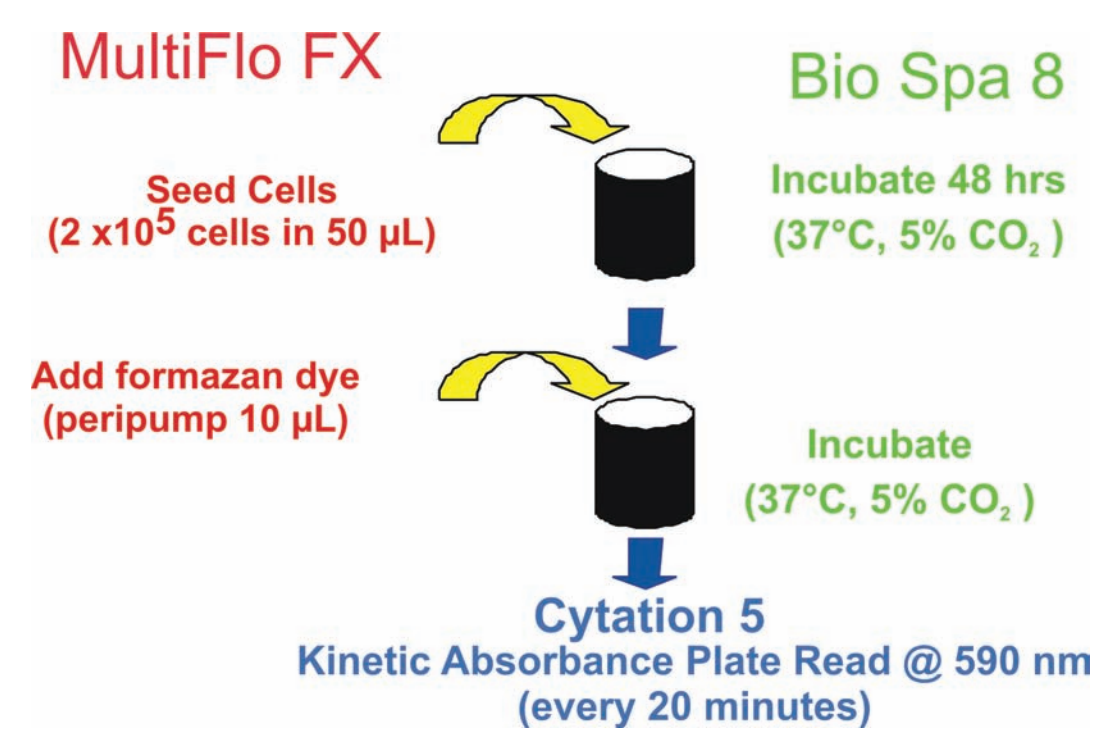 MultiFlo FX
Bio Spa 8
Seed Cells
(2 x10⁵ cells in 50 µL)
Incubate 48 hrs
(37°C, 5% CO₂ )
Add formazan dye
(peripump 10 µL)
Incubate
(37°C, 5% CO₂ )
Cytation 5
Kinetic Absorbance Plate Read @ 590 nm
(every 20 minutes)